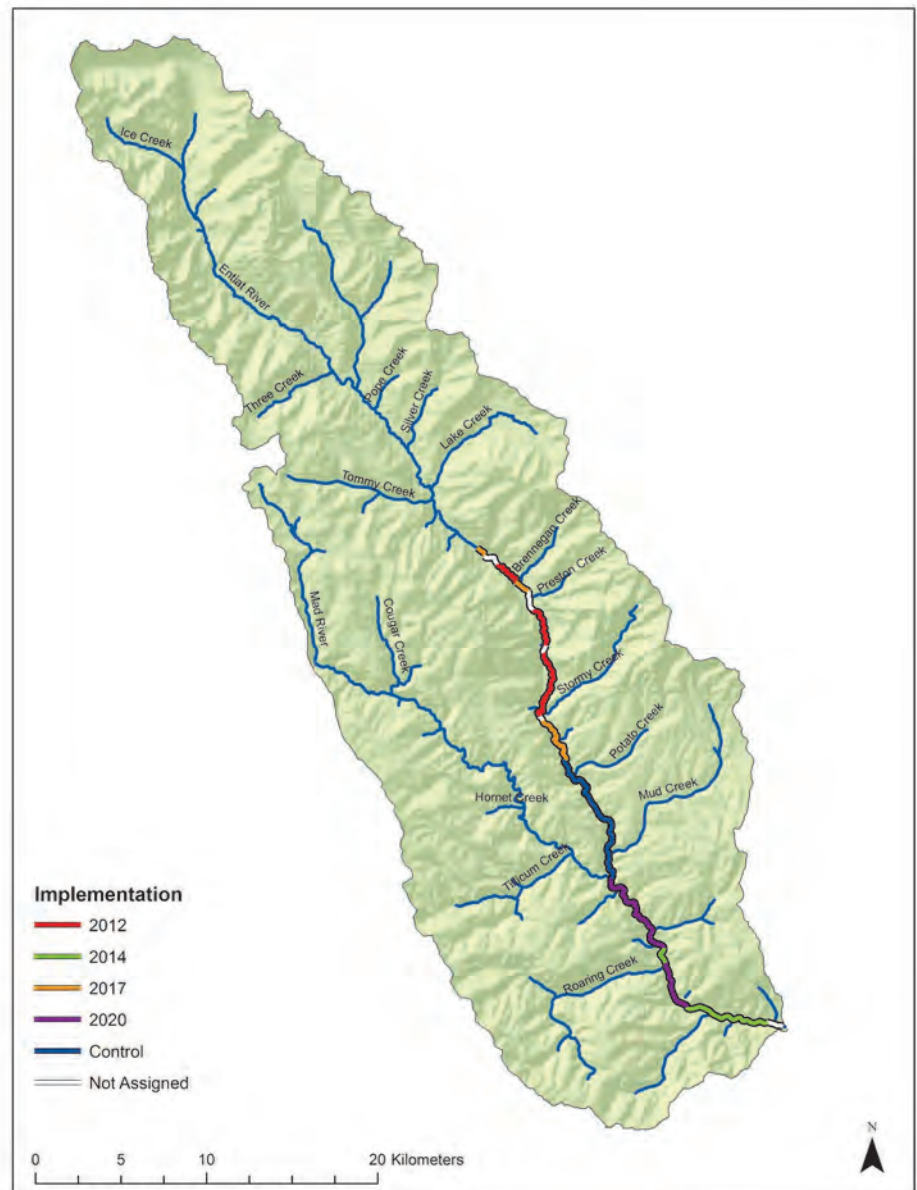 Ice Creek
Entiat River
Three Creek
Pope Creek
Silver Creek
Lake Creek
Tommy Creek
Brennegan Creek
Preston Creek
Mad River
Cougar Creek
Stormy Creek
Potato Creek
Mud Creek
Hornet Creek
Tillicum Creek
Roaring Creek
Implementation
2012
2014
2017
2020
Control
Not Assigned
0 5 10 20 Kilometers
N